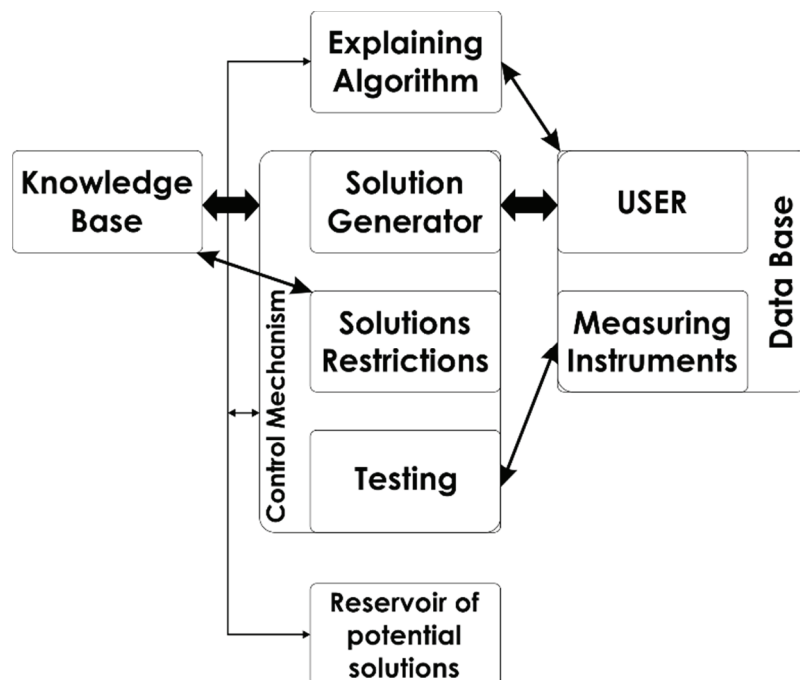 Explaining
Algorithm
Knowledge
Base
Solution
Generator
USER
Data Base
Solutions
Restrictions
Measuring
Instruments
Control Mechanism
Testing
Reservoir of
potential
solutions